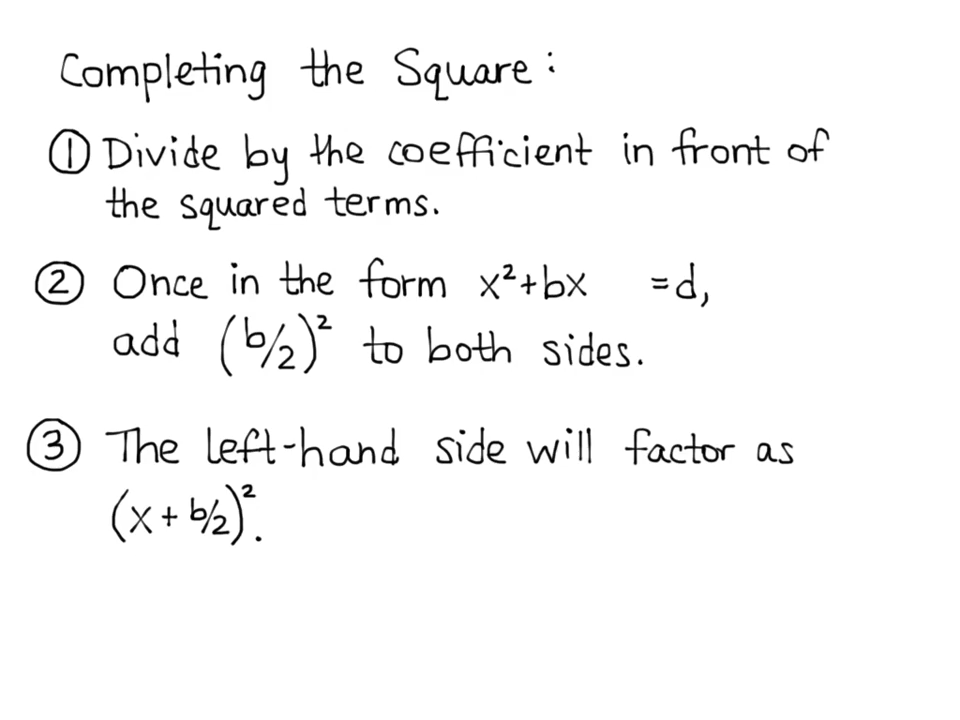 Completing the Square:
① Divide by the coefficient in front of
the squared terms.
② Once in the form x²+bx =d,
add (b/2)² to both sides.
③ The left-hand side will factor as
(x + b/2)².